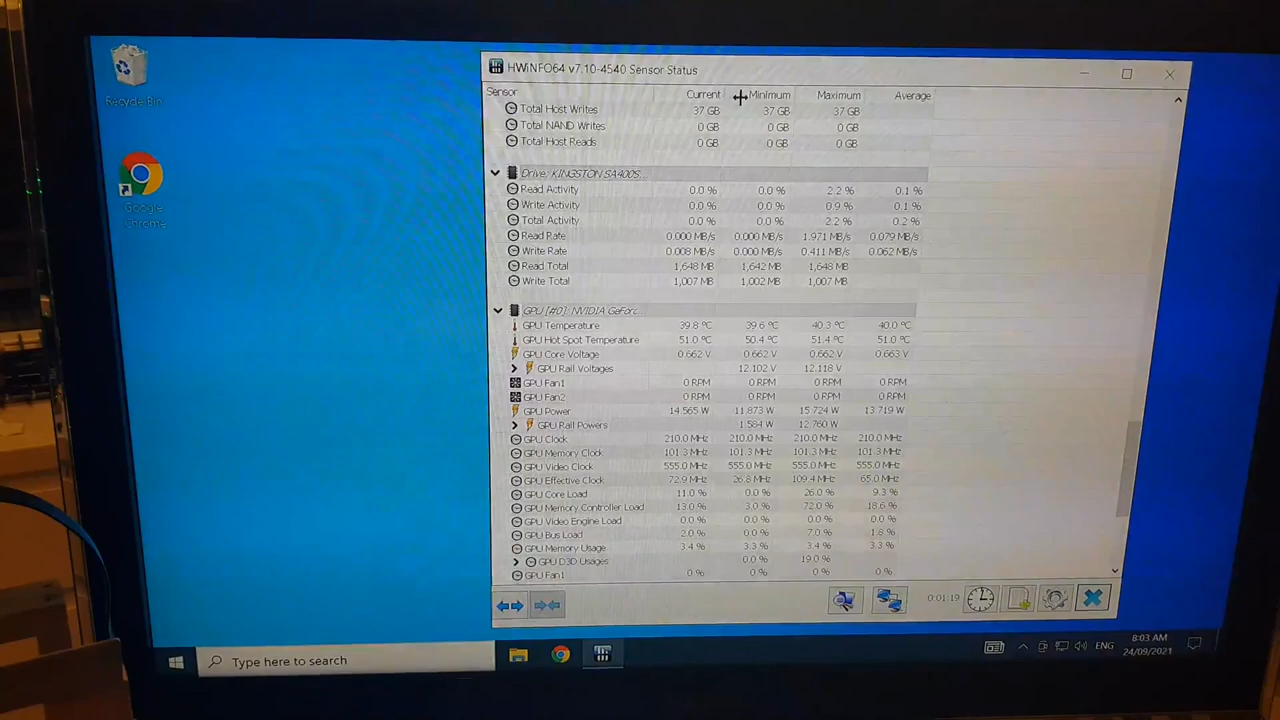 Recycle Bin
Google
Chrome
HWiNFO64 v7.10-4540 Sensor Status
Sensor Current Minimum Maximum Average
Total Host Writes 37 GB 37 GB 37 GB
Total NAND Writes 0 GB 0 GB 0 GB
Total Host Reads 0 GB 0 GB 0 GB
Drive: KINGSTON SA400S...
Read Activity 0.0 % 0.0 % 2.2 % 0.1 %
Write Activity 0.0 % 0.0 % 0.9 % 0.1 %
Total Activity 0.0 % 0.0 % 2.2 % 0.2 %
Read Rate 0.000 MB/s 0.000 MB/s 1.971 MB/s 0.079 MB/s
Write Rate 0.008 MB/s 0.000 MB/s 0.411 MB/s 0.062 MB/s
Read Total 1,648 MB 1,642 MB 1,648 MB
Write Total 1,007 MB 1,002 MB 1,007 MB
GPU [#0]: NVIDIA GeForc...
GPU Temperature 39.8 °C 39.6 °C 40.3 °C 40.0 °C
GPU Hot Spot Temperature 51.0 °C 50.4 °C 51.4 °C 51.0 °C
GPU Core Voltage 0.662 V 0.662 V 0.662 V 0.663 V
GPU Rail Voltages 12.102 V 12.118 V
GPU Fan1 0 RPM 0 RPM 0 RPM 0 RPM
GPU Fan2 0 RPM 0 RPM 0 RPM 0 RPM
GPU Power 14.565 W 11.873 W 15.724 W 13.719 W
GPU Rail Powers 1.584 W 12.760 W
GPU Clock 210.0 MHz 210.0 MHz 210.0 MHz 210.0 MHz
GPU Memory Clock 101.3 MHz 101.3 MHz 101.3 MHz 101.3 MHz
GPU Video Clock 555.0 MHz 555.0 MHz 555.0 MHz 555.0 MHz
GPU Effective Clock 72.9 MHz 26.8 MHz 109.4 MHz 65.0 MHz
GPU Core Load 11.0 % 0.0 % 26.0 % 9.3 %
GPU Memory Controller Load 13.0 % 3.0 % 72.0 % 18.6 %
GPU Video Engine Load 0.0 % 0.0 % 0.0 % 0.0 %
GPU Bus Load 2.0 % 0.0 % 7.0 % 1.8 %
GPU Memory Usage 3.4 % 3.3 % 3.4 % 3.3 %
GPU D3D Usages 0.0 % 19.0 %
GPU Fan1 0 % 0 % 0 % 0 %
0:01:19
Type here to search
ENG
8:03 AM
24/09/2021